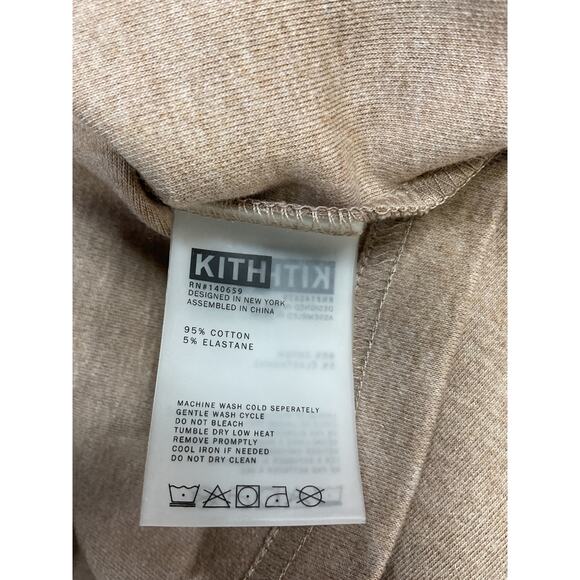 KITH
RN#140659
DESIGNED IN NEW YORK
ASSEMBLED IN CHINA
95% COTTON
5% ELASTANE
MACHINE WASH COLD SEPERATELY
GENTLE WASH CYCLE
DO NOT BLEACH
TUMBLE DRY LOW HEAT
REMOVE PROMPTLY
COOL IRON IF NEEDED
DO NOT DRY CLEAN